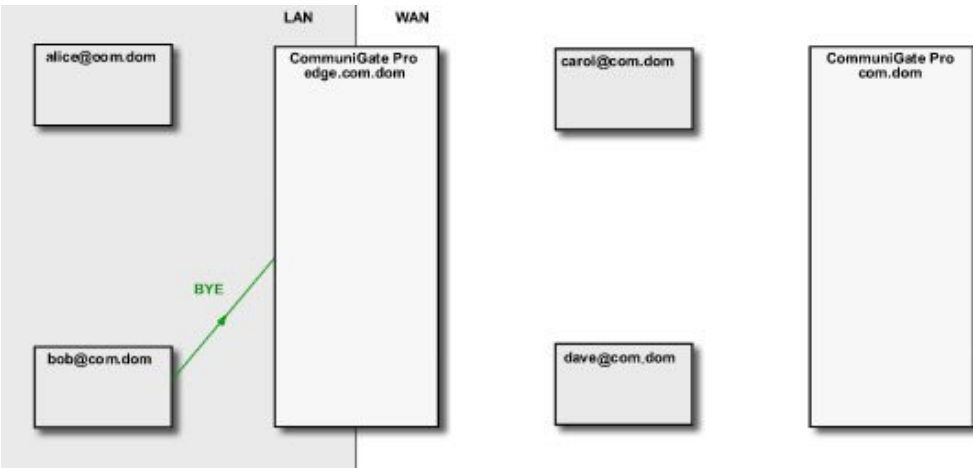 LAN WAN
alice@com.dom
CommuniGate Pro
edge.com.dom
carol@com.dom
CommuniGate Pro
com.dom
BYE
bob@com.dom
dave@com.dom